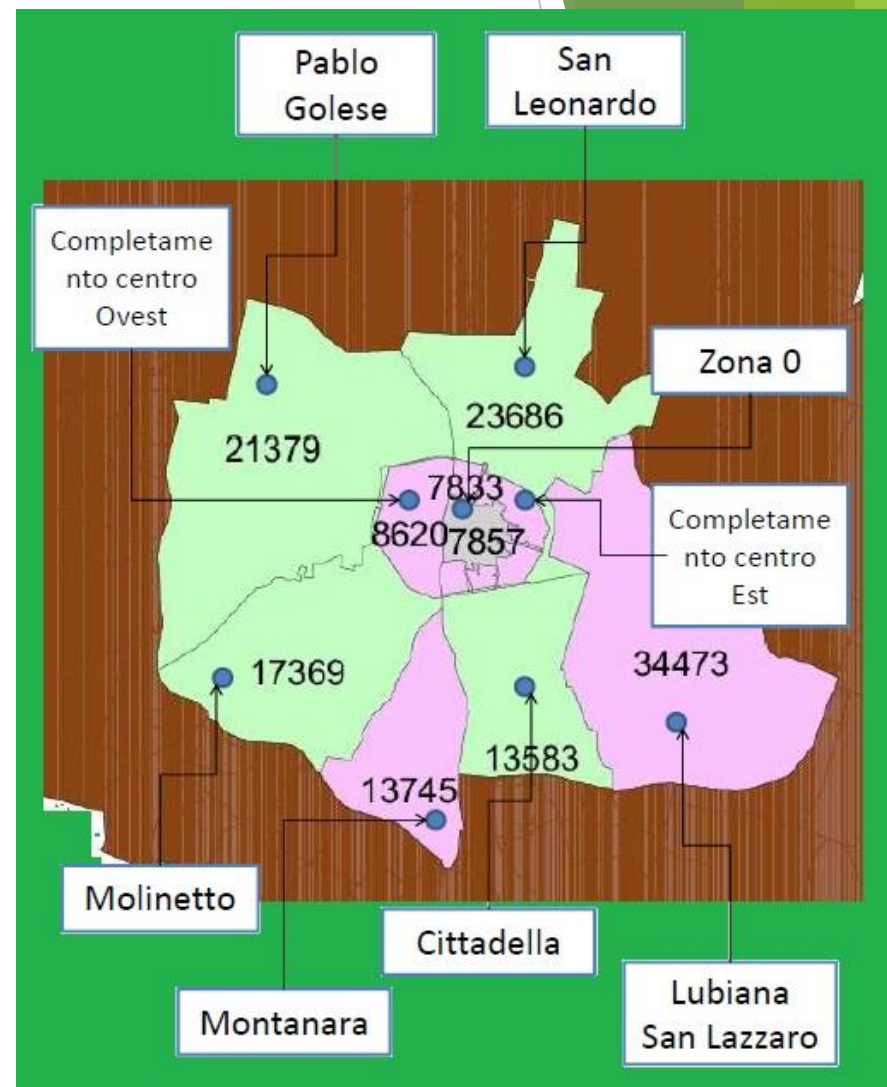 Pablo
Golese
San
Leonardo
Completame
nto centro
Ovest
Zona 0
23686
21379
7833
8620
7857
Completame
nto centro
Est
34473
17369
13583
13745
Molinetto
Cittadella
Montanara
Lubiana
San Lazzaro